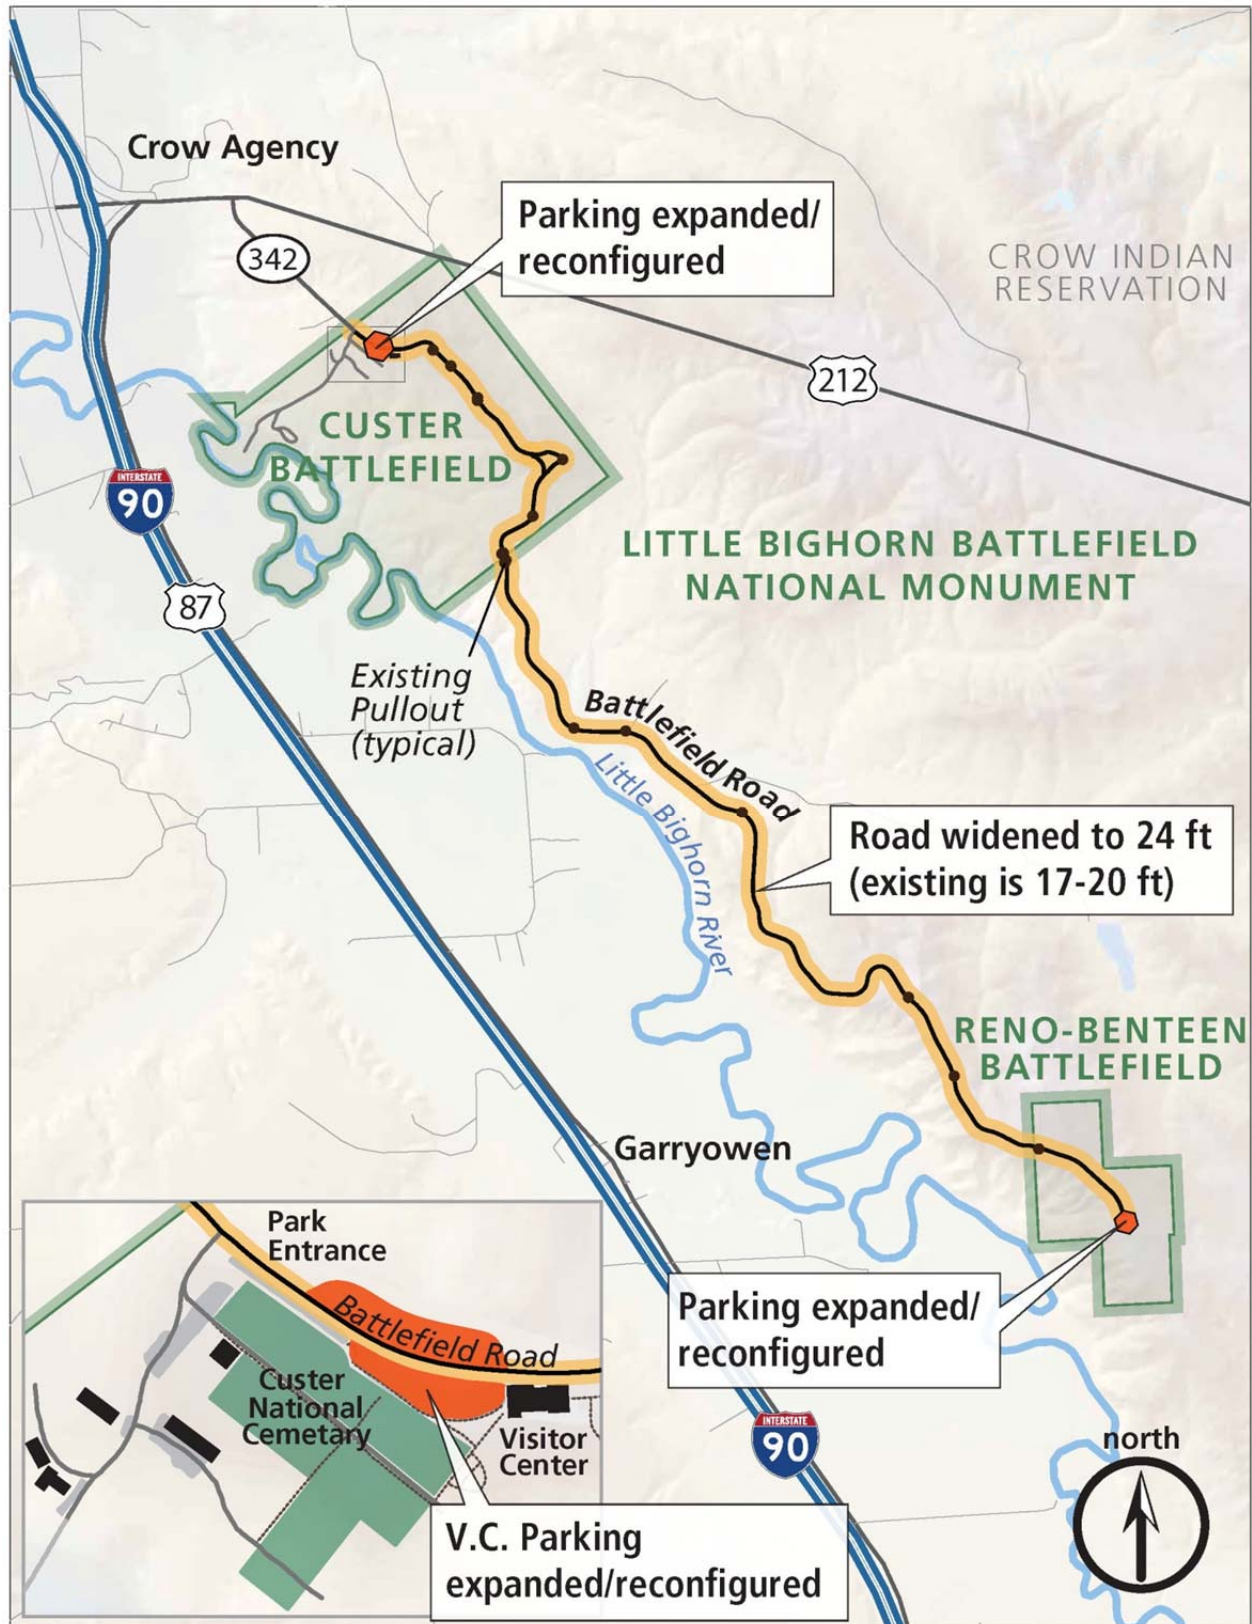 Crow Agency
Parking expanded/
reconfigured
342
CROW INDIAN
RESERVATION
212
CUSTER
BATTLEFIELD
INTERSTATE
90
LITTLE BIGHORN BATTLEFIELD
NATIONAL MONUMENT
87
Existing
Pullout
(typical)
Battlefield Road
Little Bighorn River
Road widened to 24 ft
(existing is 17-20 ft)
RENO-BENTEEN
BATTLEFIELD
Garryowen
Park
Entrance
Battlefield Road
Custer
National
Cemetary
Visitor
Center
Parking expanded/
reconfigured
INTERSTATE
90
north
V.C. Parking
expanded/reconfigured